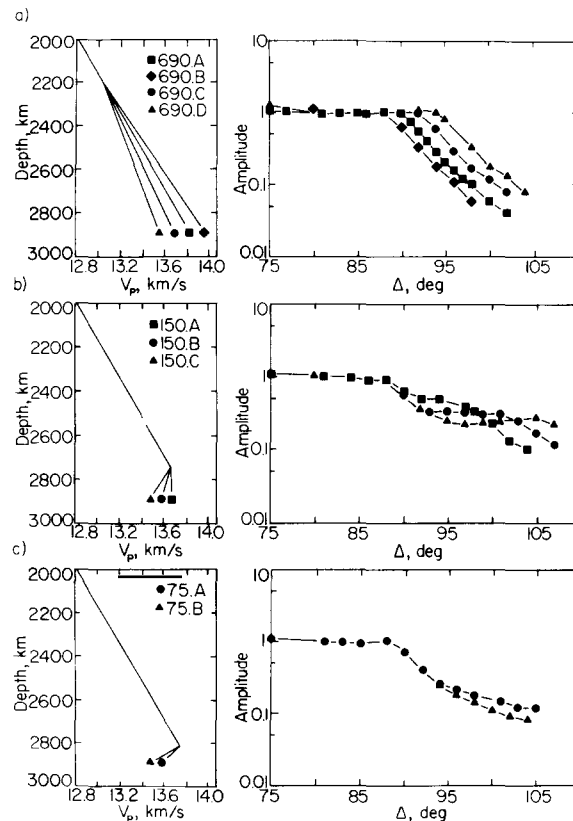 a)
2000
2200
2400
2600
2800
3000
Depth, km
12.8 13.2 13.6 14.0
Vp, km/s
690.A
690.B
690.C
690.D
10
1
0.1
0.01
Amplitude
75 85 95 105
Δ, deg
b)
2000
2200
2400
2600
2800
3000
Depth, km
12.8 13.2 13.6 14.0
Vp, km/s
150.A
150.B
150.C
10
1
0.1
0.01
Amplitude
75 85 95 105
Δ, deg
c)
2000
2200
2400
2600
2800
3000
Depth, km
12.8 13.2 13.6 14.0
Vp, km/s
75.A
75.B
10
1
0.1
0.01
Amplitude
75 85 95 105
Δ, deg